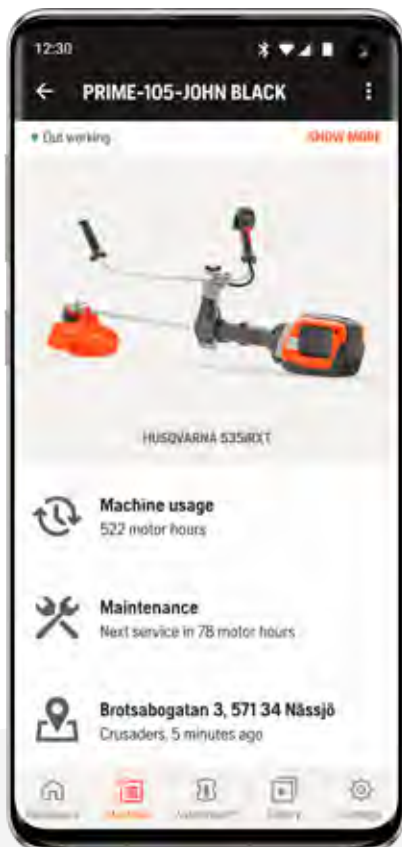 12:30
PRIME-105-JOHN BLACK
Out working
SHOW MORE
HUSQVARNA 535iRXT
Machine usage
522 motor hours
Maintenance
Next service in 78 motor hours
Brotsabogatan 3, 571 34 Nässjö
Crusaders, 5 minutes ago